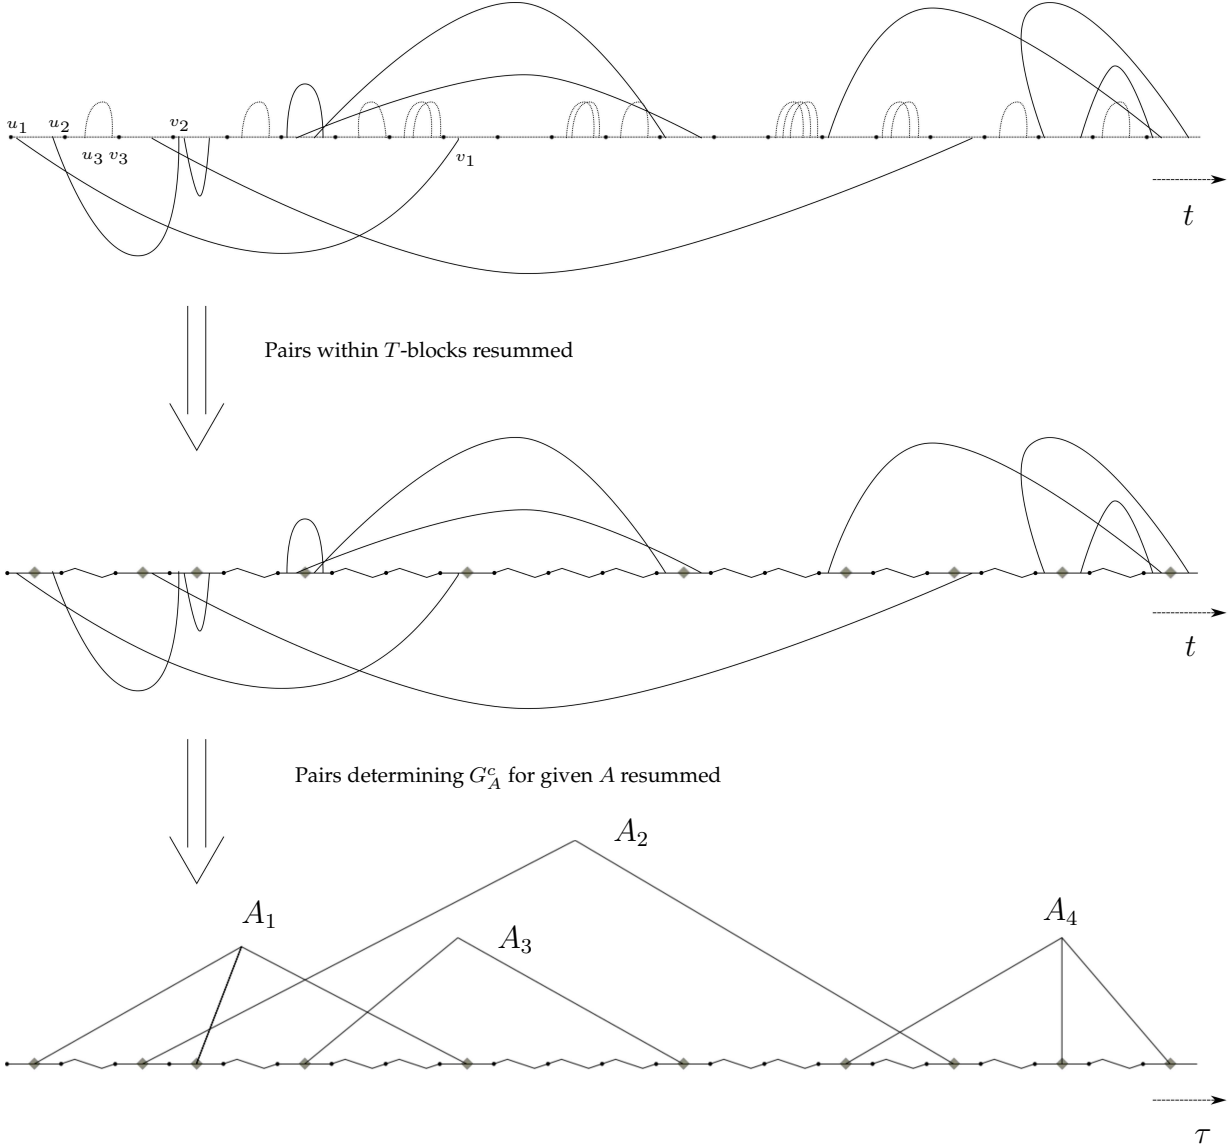 u₁ u₂ v₂
u₃ v₃ v₁
t
Pairs within T-blocks resummed
t
Pairs determining G_A^c for given A resummed
A₂
A₁ A₃ A₄
τ